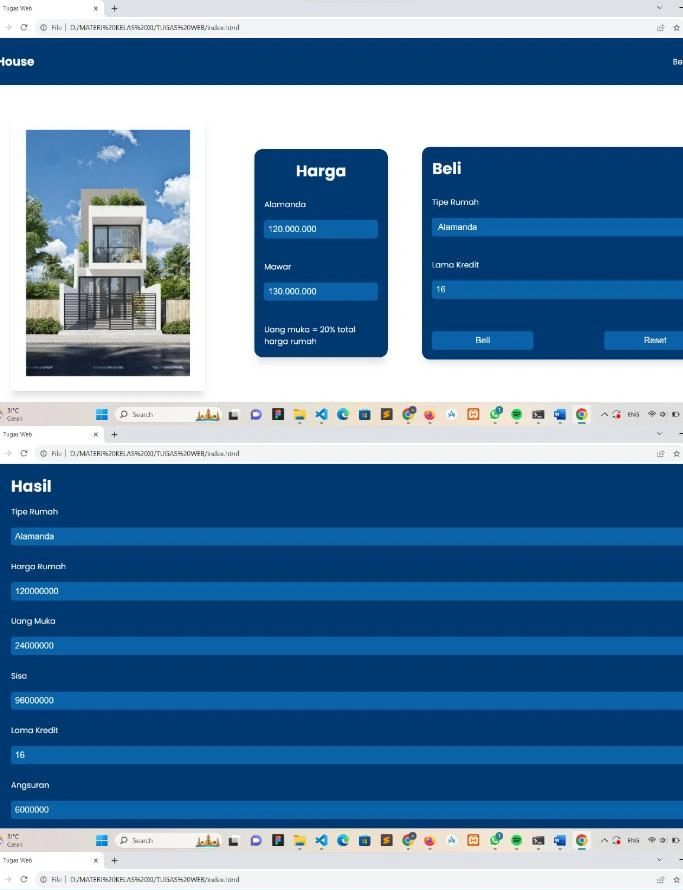 Tugas Web
File D:/MATERI%20KELAS%20XI/TUGAS%20WEB/index.html
House
Be
Harga
Alamanda
120.000.000
Mawar
130.000.000
Uang muka = 20% total
harga rumah
Beli
Tipe Rumah
Alamanda
Lama Kredit
16
Beli Reset
31°C
Cerah
Search
ENG
Tugas Web
File D:/MATERI%20KELAS%20XI/TUGAS%20WEB/index.html
Hasil
Tipe Rumah
Alamanda
Harga Rumah
120000000
Uang Muka
24000000
Sisa
96000000
Lama Kredit
16
Angsuran
6000000
31°C
Cerah
Search
ENG
Tugas Web
File D:/MATERI%20KELAS%20XI/TUGAS%20WEB/index.html